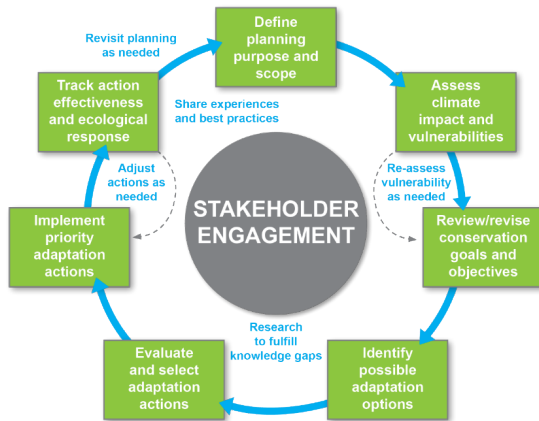 Define
planning
purpose and
scope
Revisit planning
as needed
Track action
effectiveness
and ecological
response
Share experiences
and best practices
Assess
climate
impact and
vulnerabilities
Adjust
actions as
needed
Re-assess
vulnerability
as needed
STAKEHOLDER
ENGAGEMENT
Implement
priority
adaptation
actions
Review/revise
conservation
goals and
objectives
Research
to fulfill
knowledge gaps
Evaluate
and select
adaptation
actions
Identify
possible
adaptation
options